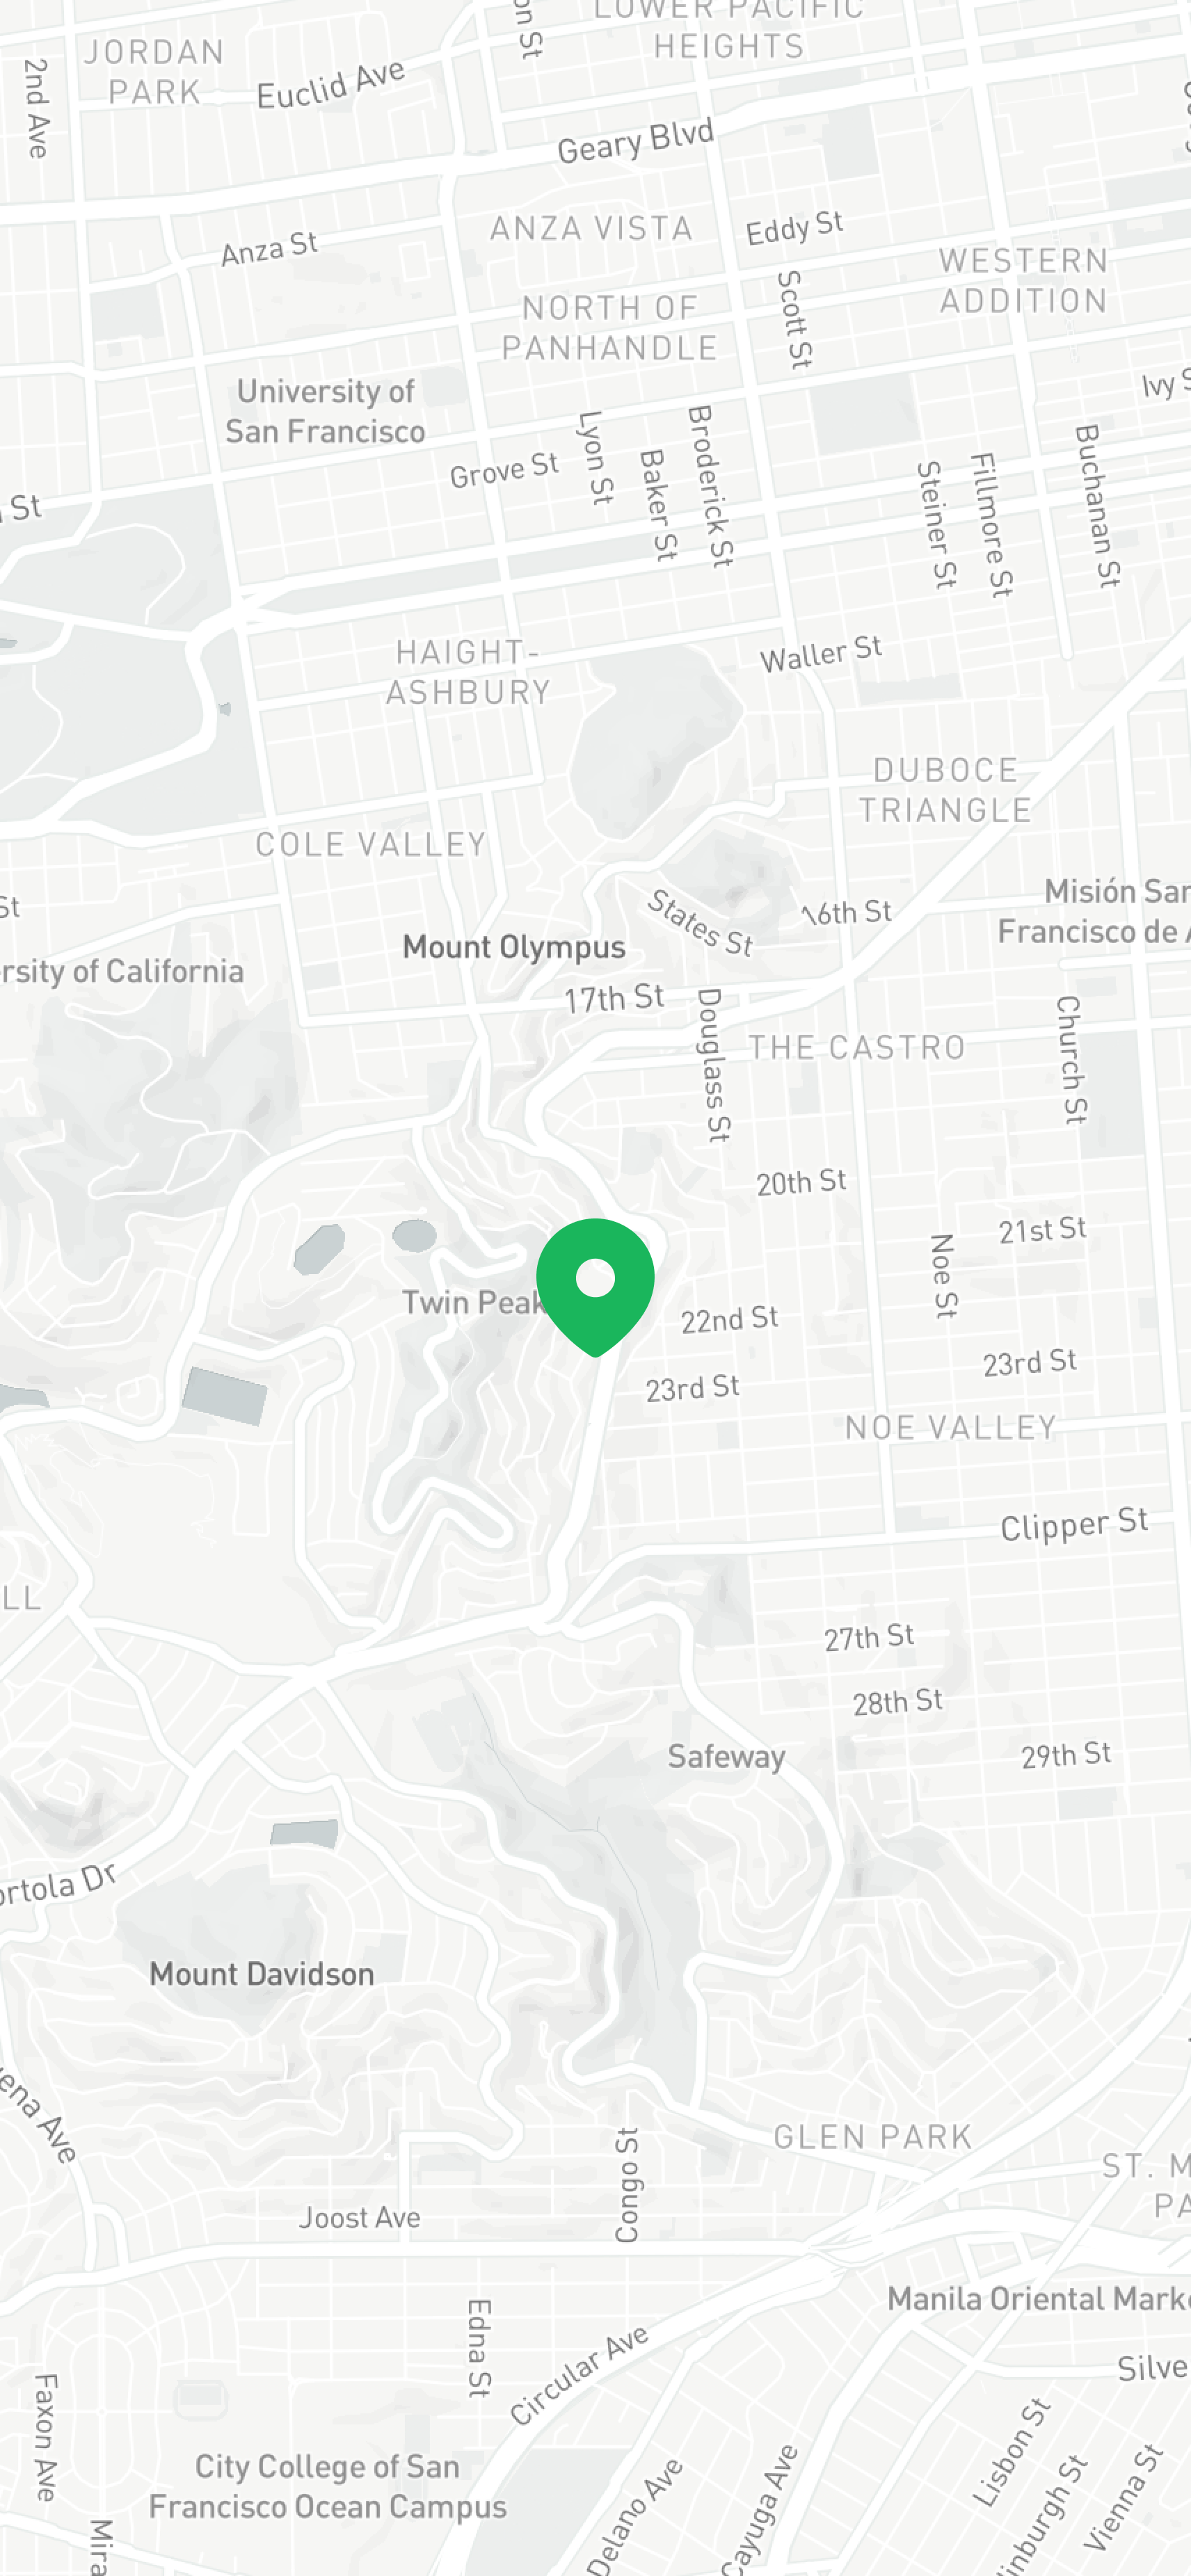 LOWER PACIFIC
HEIGHTS
JORDAN
PARK
2nd Ave
Euclid Ave
on St
Geary Blvd
ANZA VISTA
Eddy St
Anza St
WESTERN
ADDITION
NORTH OF
PANHANDLE
Scott St
University of
San Francisco
Ivy S
Lyon St
Broderick St
Baker St
Grove St
Steiner St
Fillmore St
Buchanan St
St
HAIGHT-
ASHBURY
Waller St
DUBOCE
TRIANGLE
COLE VALLEY
Misión San
Francisco de A
St
States St
16th St
Mount Olympus
rsity of California
17th St
Douglass St
THE CASTRO
Church St
20th St
21st St
Noe St
Twin Peak
22nd St
23rd St
23rd St
NOE VALLEY
Clipper St
LL
27th St
28th St
29th St
Safeway
ortola Dr
Mount Davidson
ena Ave
GLEN PARK
Congo St
ST. M
PA
Joost Ave
Manila Oriental Marke
Edna St
Circular Ave
Silve
Faxon Ave
City College of San
Francisco Ocean Campus
Lisbon St
Delano Ave
Cayuga Ave
inburgh St
Vienna St
Mira